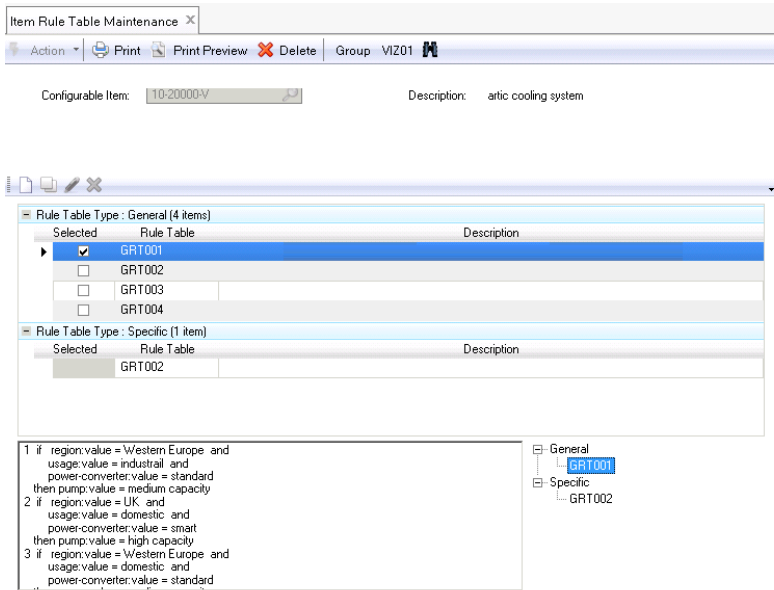 Item Rule Table Maintenance X
Action Print Print Preview Delete Group VIZ01
Configurable Item: 10-20000-V Description: artic cooling system
Rule Table Type : General (4 items)
Selected Rule Table Description
GRT001
GRT002
GRT003
GRT004
Rule Table Type : Specific (1 item)
Selected Rule Table Description
GRT002
1 if region:value = Western Europe and
usage:value = industrail and
power-converter:value = standard
then pump:value = medium capacity
2 if region:value = UK and
usage:value = domestic and
power-converter:value = smart
then pump:value = high capacity
3 if region:value = Western Europe and
usage:value = domestic and
power-converter:value = standard
General
GRT001
Specific
GRT002